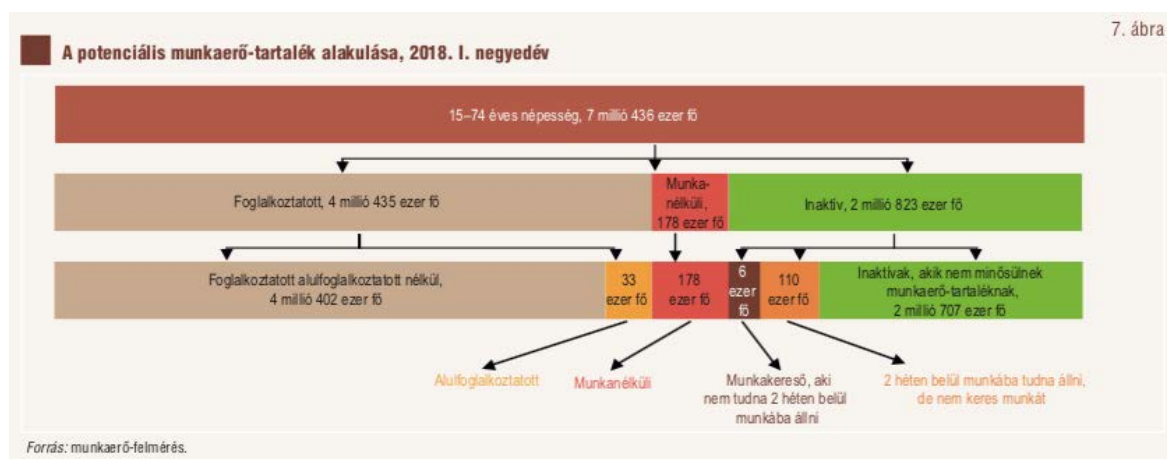 7. ábra
A potenciális munkaerő-tartalék alakulása, 2018. I. negyedév
15–74 éves népesség, 7 millió 436 ezer fő
Foglalkoztatott, 4 millió 435 ezer fő
Munka-
nélküli,
178 ezer fő
Inaktív, 2 millió 823 ezer fő
Foglalkoztatott alulfoglalkoztatott nélkül,
4 millió 402 ezer fő
33
ezer fő
178
ezer fő
6
ezer
fő
110
ezer fő
Inaktívak, akik nem minősülnek
munkaerő-tartaléknak,
2 millió 707 ezer fő
Alulfoglalkoztatott
Munkanélküli
Munkakereső, aki
nem tudna 2 héten belül
munkába állni
2 héten belül munkába tudna állni,
de nem keres munkát
Forrás: munkaerő-felmérés.